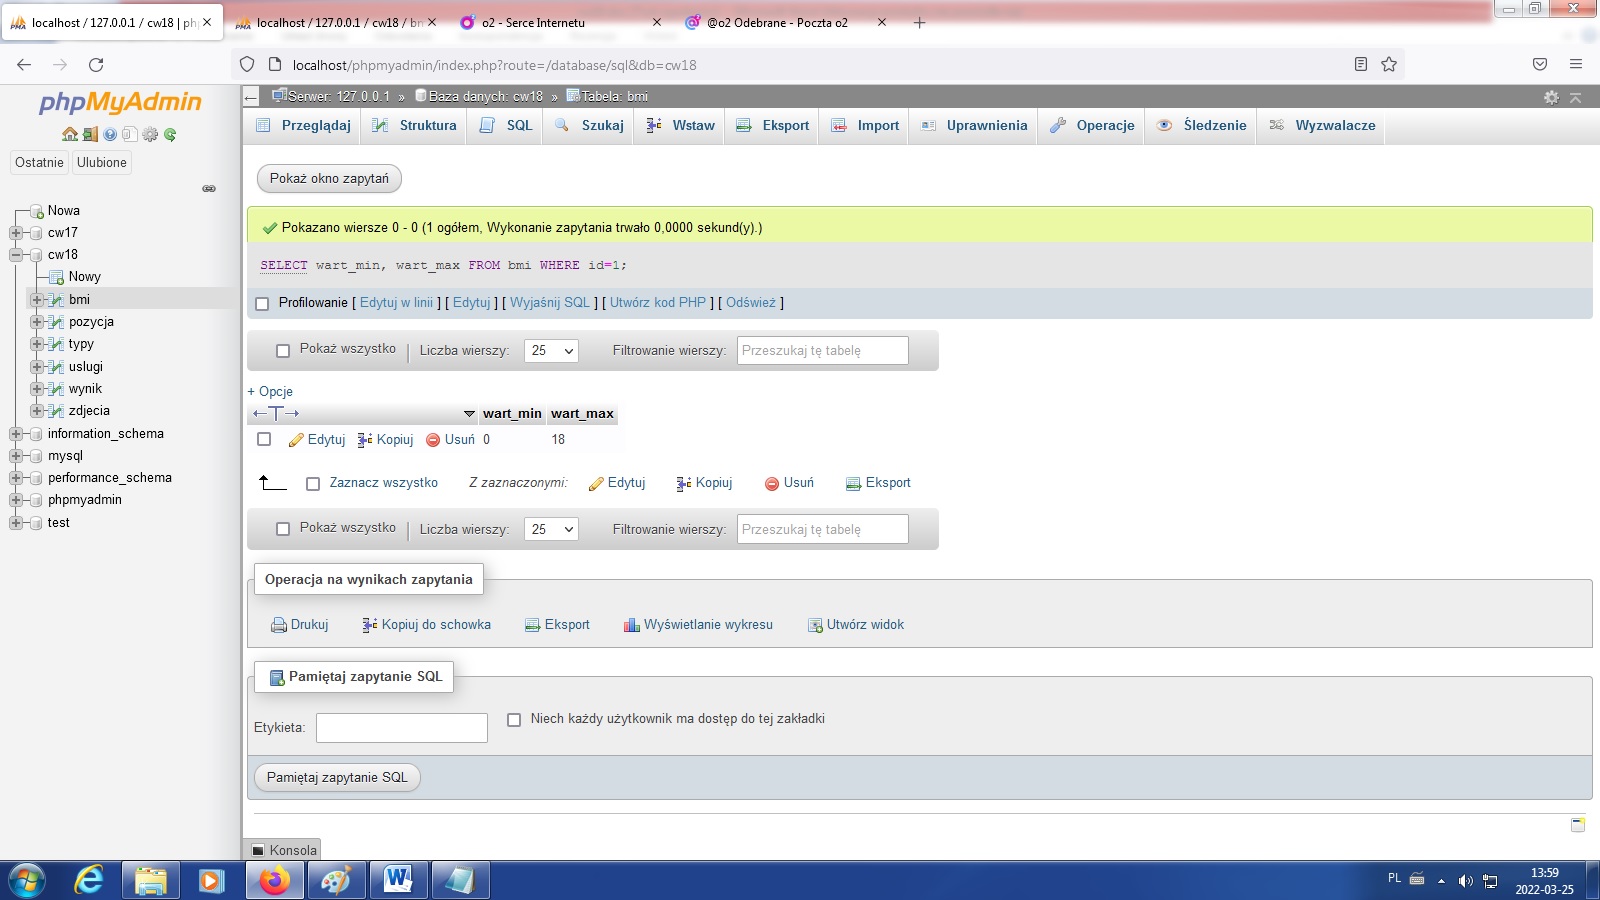 localhost / 127.0.0.1 / cw18 | ph
localhost / 127.0.0.1 / cw18 / bm
o2 - Serce Internetu
@o2 Odebrane - Poczta o2
localhost/phpmyadmin/index.php?route=/database/sql&db=cw18
phpMyAdmin
Ostatnie
Ulubione
Nowa
cw17
cw18
Nowy
bmi
pozycja
typy
uslugi
wynik
zdjecia
information_schema
mysql
performance_schema
phpmyadmin
test
Serwer: 127.0.0.1 » Baza danych: cw18 » Tabela: bmi
Przeglądaj Struktura SQL Szukaj Wstaw Eksport Import Uprawnienia Operacje Śledzenie Wyzwalacze
Pokaż okno zapytań
Pokazano wiersze 0 - 0 (1 ogółem, Wykonanie zapytania trwało 0,0000 sekund(y).)
SELECT wart_min, wart_max FROM bmi WHERE id=1;
Profilowanie [ Edytuj w linii ] [ Edytuj ] [ Wyjaśnij SQL ] [ Utwórz kod PHP ] [ Odśwież ]
Pokaż wszystko | Liczba wierszy: 25 Filtrowanie wierszy: Przeszukaj tę tabelę
+ Opcje
←T→ wart_min wart_max
Edytuj Kopiuj Usuń 0 18
Zaznacz wszystko Z zaznaczonymi: Edytuj Kopiuj Usuń Eksport
Pokaż wszystko | Liczba wierszy: 25 Filtrowanie wierszy: Przeszukaj tę tabelę
Operacja na wynikach zapytania
Drukuj Kopiuj do schowka Eksport Wyświetlanie wykresu Utwórz widok
Pamiętaj zapytanie SQL
Etykieta: Niech każdy użytkownik ma dostęp do tej zakładki
Pamiętaj zapytanie SQL
Konsola
PL
13:59
2022-03-25